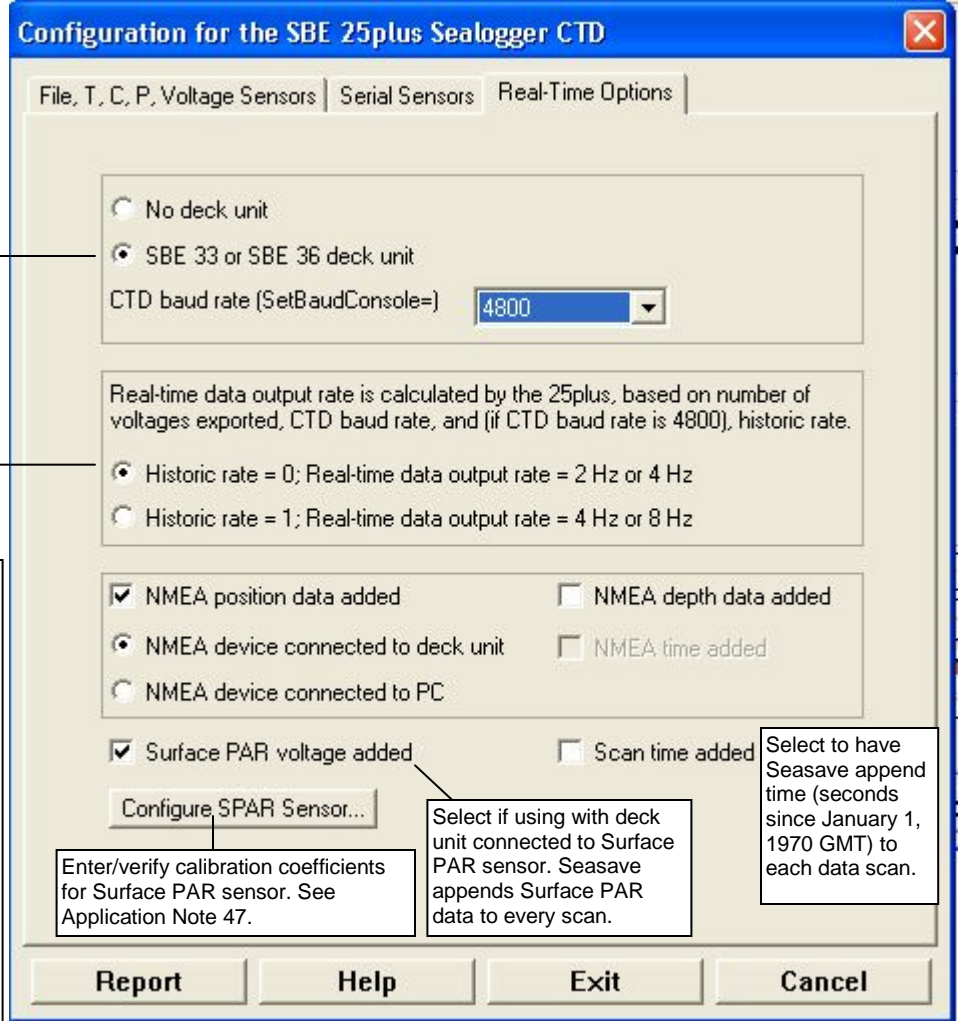 Configuration for the SBE 25plus Sealogger CTD
File, T, C, P, Voltage Sensors
Serial Sensors
Real-Time Options
No deck unit
SBE 33 or SBE 36 deck unit
CTD baud rate (SetBaudConsole=)
4800
Real-time data output rate is calculated by the 25plus, based on number of
voltages exported, CTD baud rate, and (if CTD baud rate is 4800), historic rate.
Historic rate = 0; Real-time data output rate = 2 Hz or 4 Hz
Historic rate = 1; Real-time data output rate = 4 Hz or 8 Hz
NMEA position data added
NMEA depth data added
NMEA device connected to deck unit
NMEA time added
NMEA device connected to PC
Surface PAR voltage added
Scan time added
Select to have
Seasave append
time (seconds
since January 1,
1970 GMT) to
each data scan.
Configure SPAR Sensor...
Select if using with deck
unit connected to Surface
PAR sensor. Seasave
appends Surface PAR
data to every scan.
Enter/verify calibration coefficients
for Surface PAR sensor. See
Application Note 47.
Report
Help
Exit
Cancel